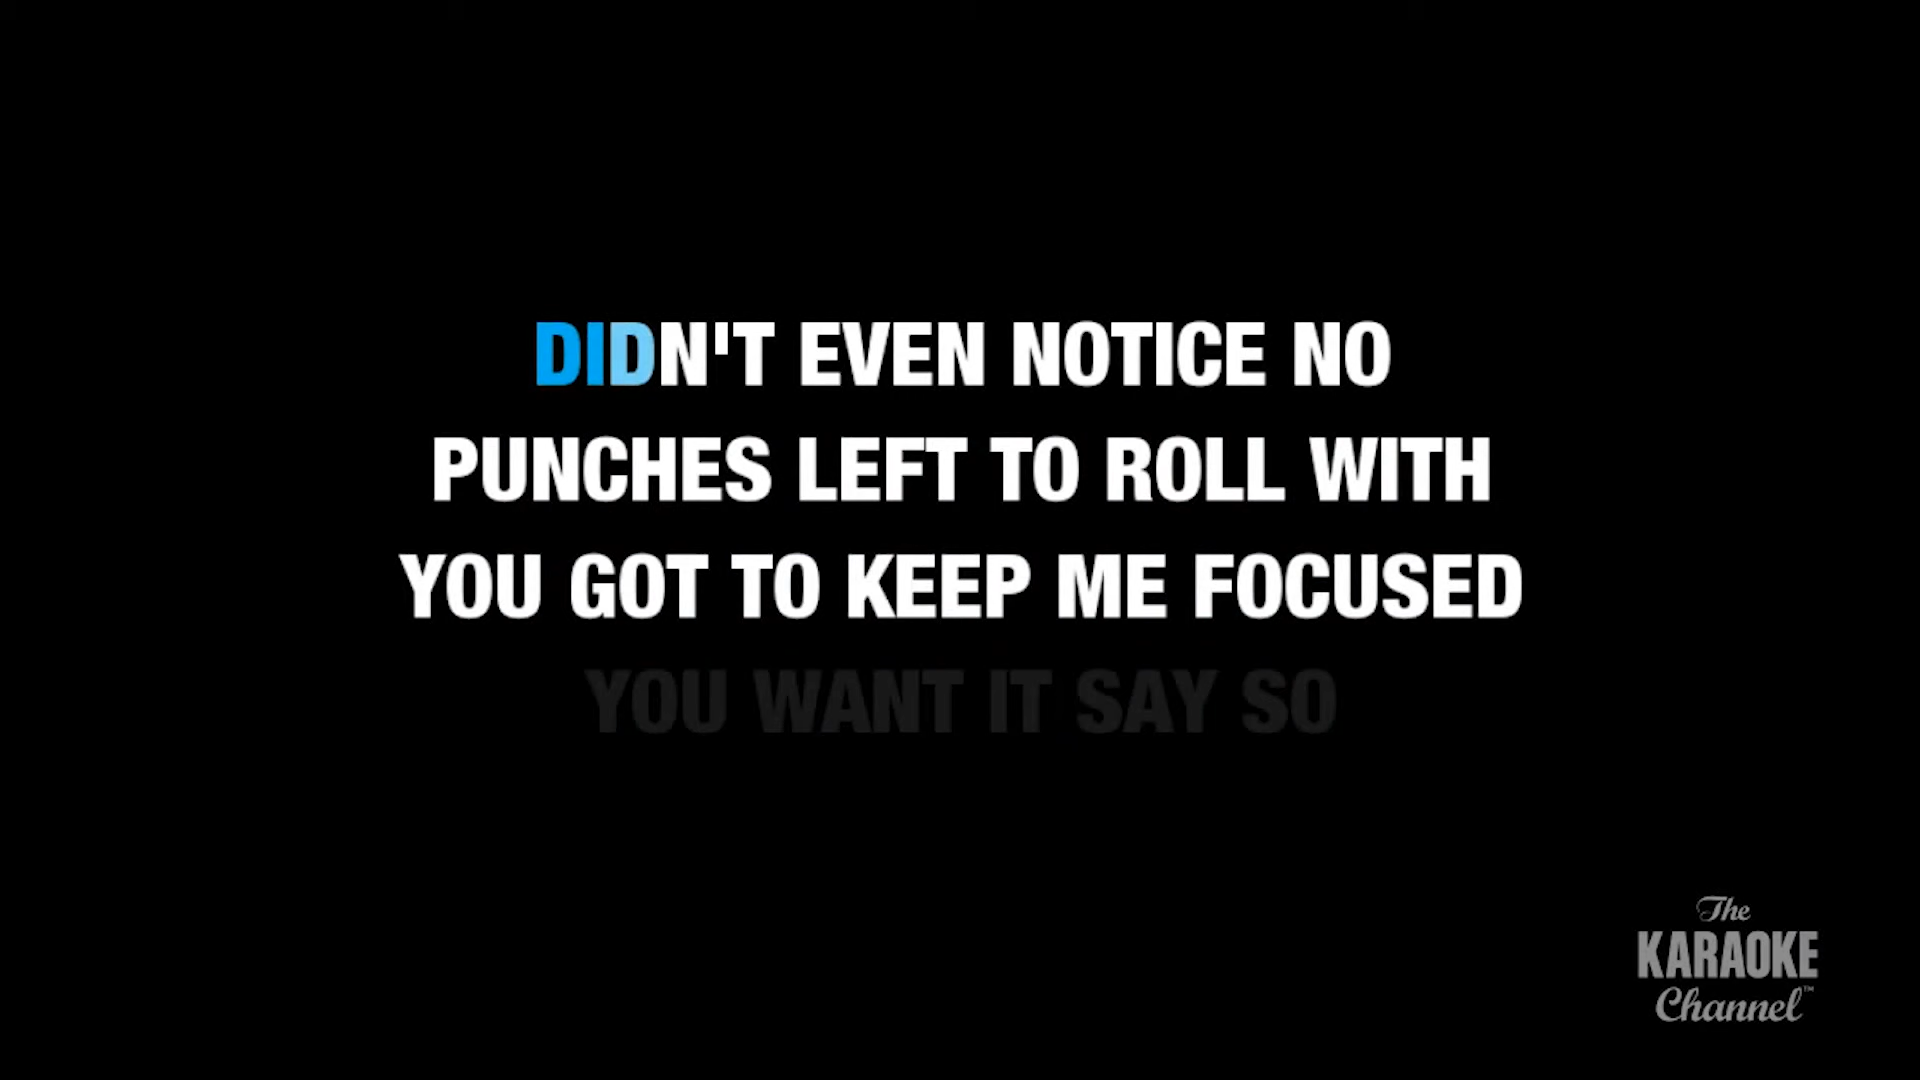 DIDN'T EVEN NOTICE NO
PUNCHES LEFT TO ROLL WITH
YOU GOT TO KEEP ME FOCUSED
YOU WANT IT SAY SO
The
KARAOKE
Channel™